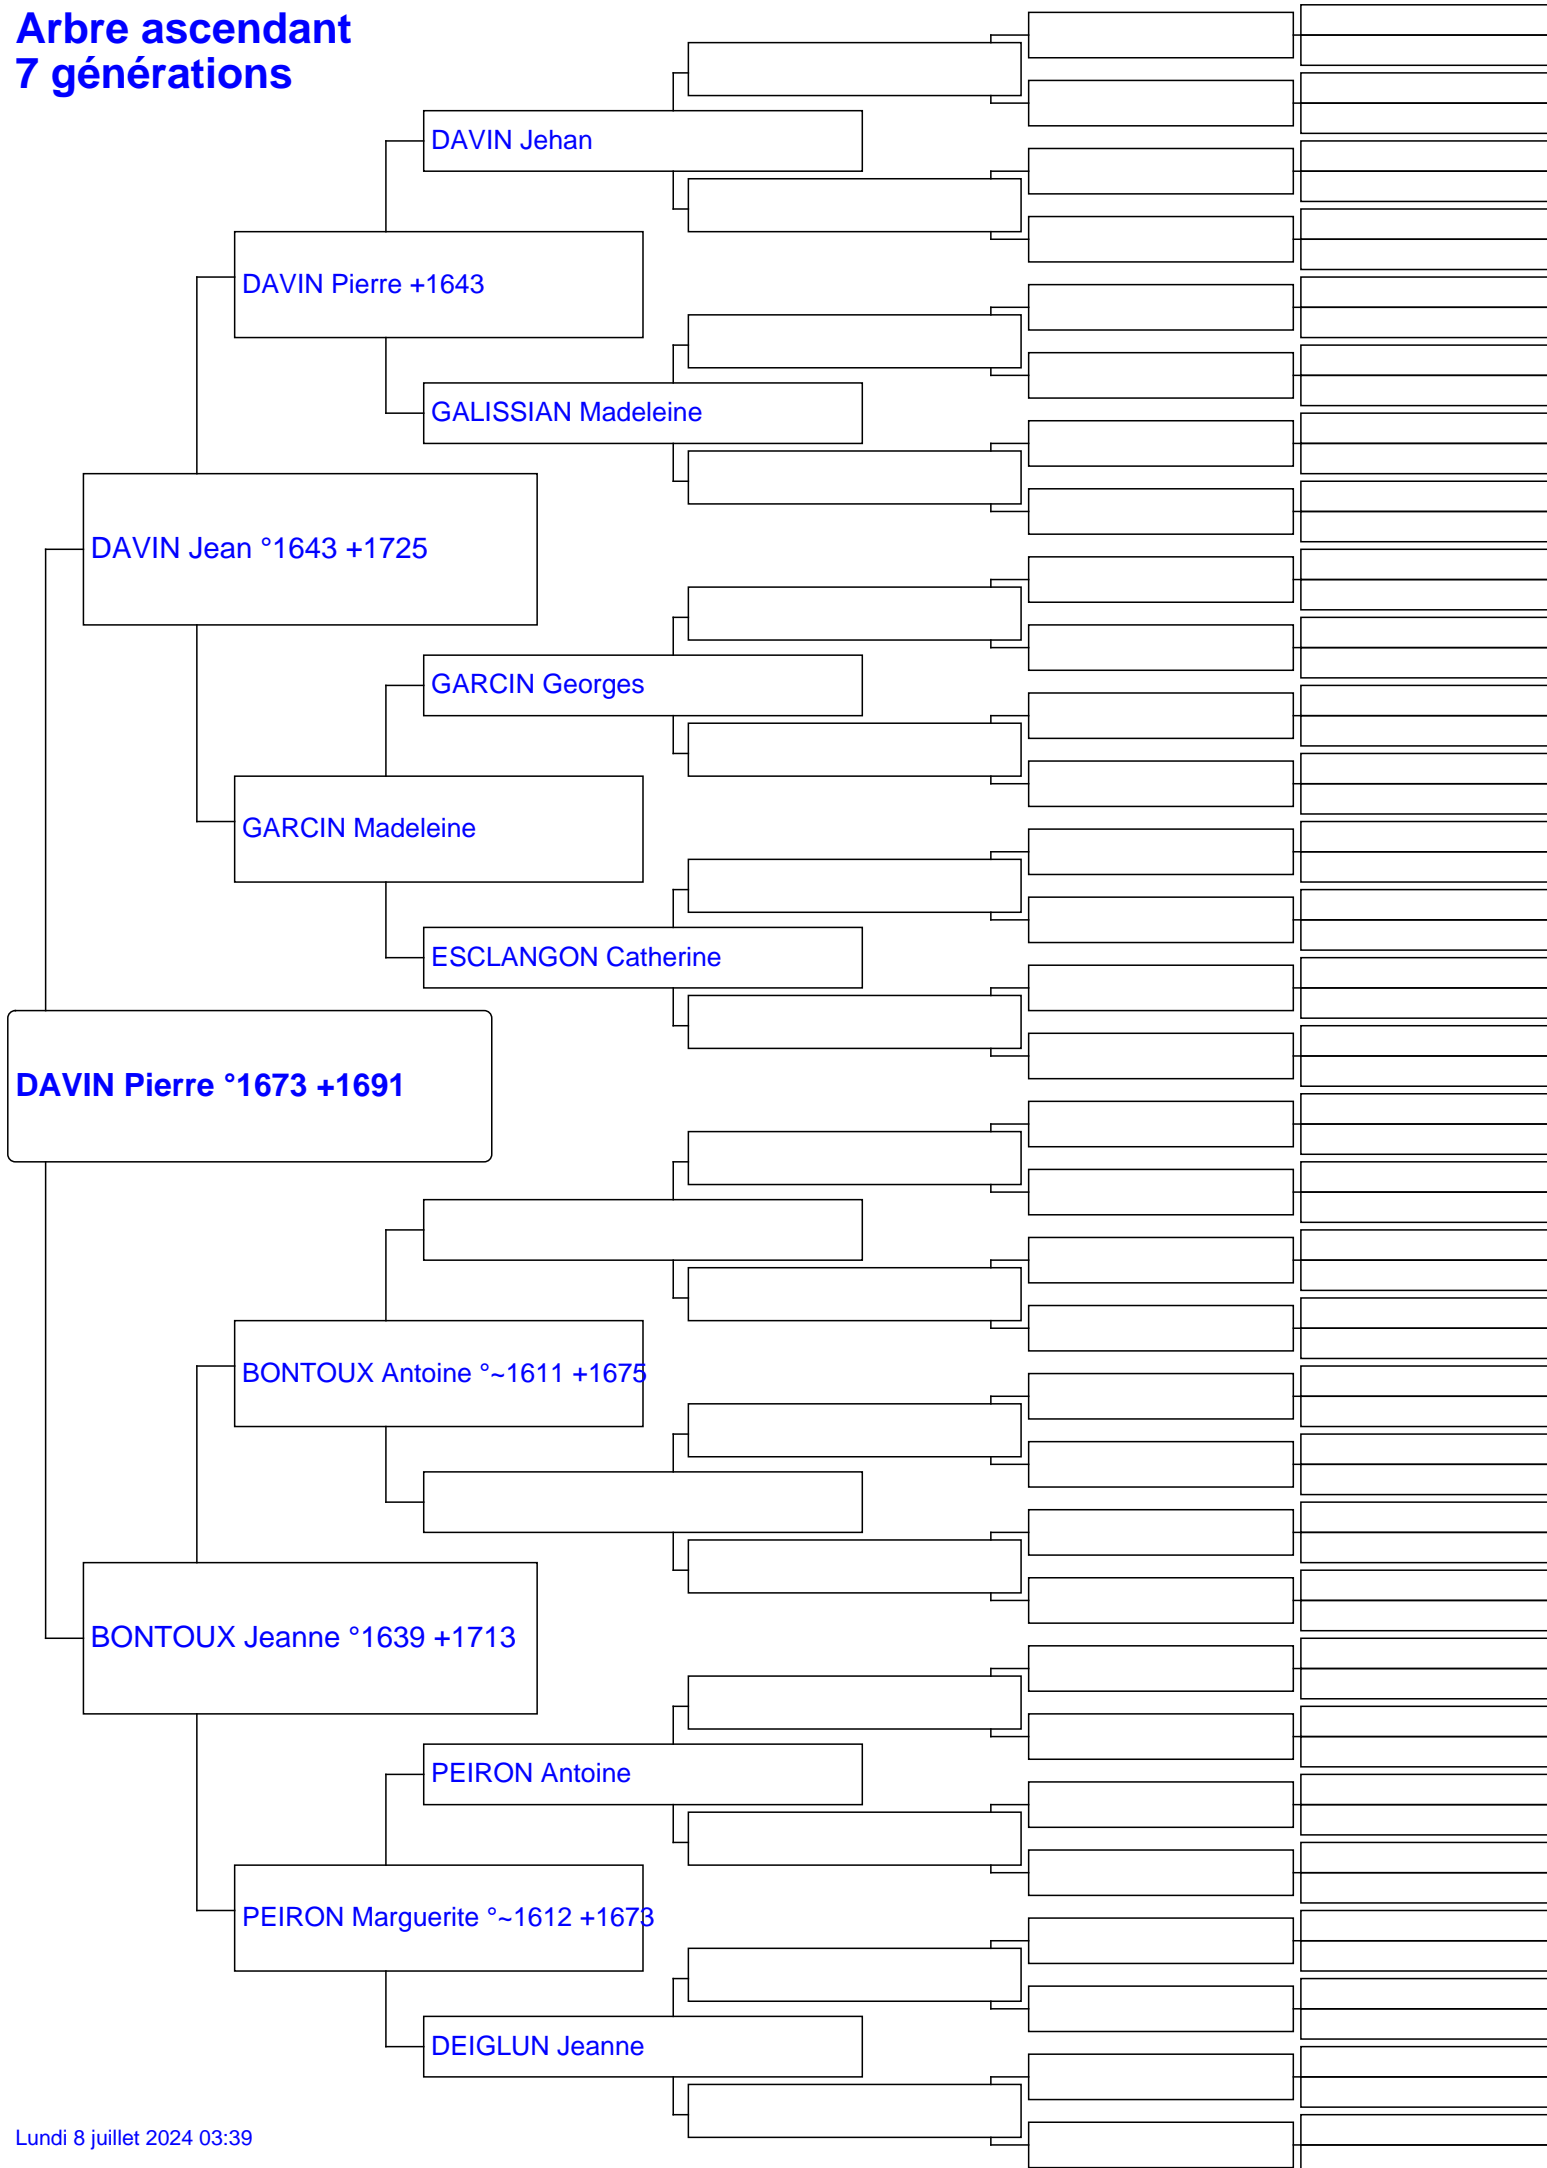 Arbre ascendant
7 générations
DAVIN Jehan
DAVIN Pierre +1643
GALISSIAN Madeleine
DAVIN Jean °1643 +1725
GARCIN Georges
GARCIN Madeleine
ESCLANGON Catherine
DAVIN Pierre °1673 +1691
BONTOUX Antoine °~1611 +1675
BONTOUX Jeanne °1639 +1713
PEIRON Antoine
PEIRON Marguerite °~1612 +1673
DEIGLUN Jeanne
Lundi 8 juillet 2024 03:39